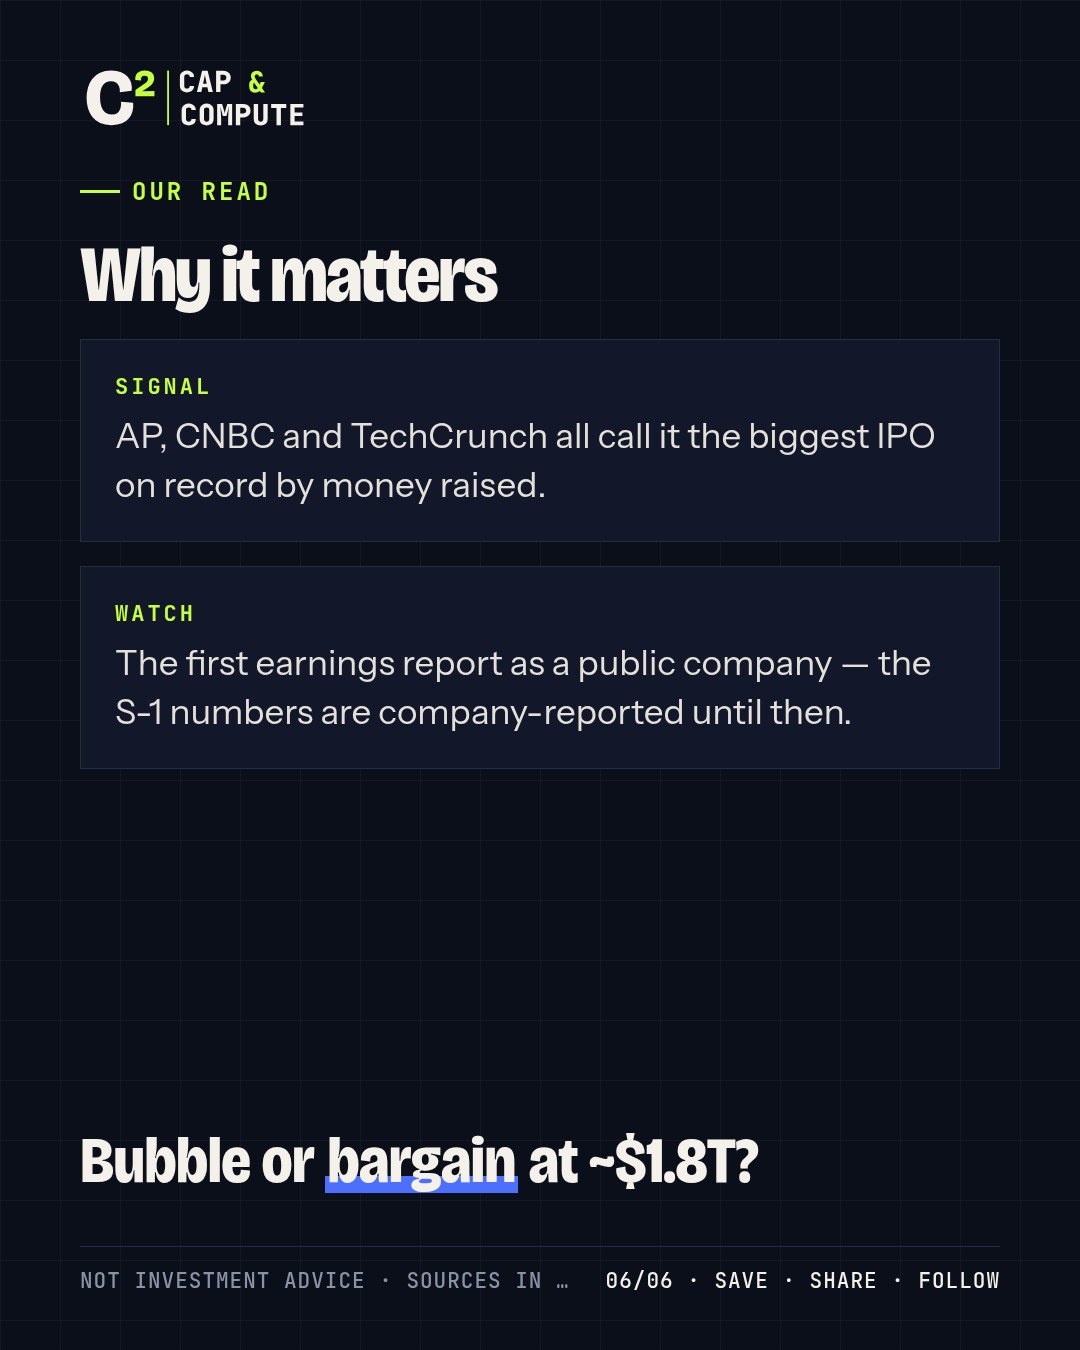 C² CAP &
COMPUTE
OUR READ
Why it matters
SIGNAL
AP, CNBC and TechCrunch all call it the biggest IPO
on record by money raised.
WATCH
The first earnings report as a public company — the
S-1 numbers are company-reported until then.
Bubble or bargain at ~$1.8T?
NOT INVESTMENT ADVICE · SOURCES IN … 06/06 · SAVE · SHARE · FOLLOW